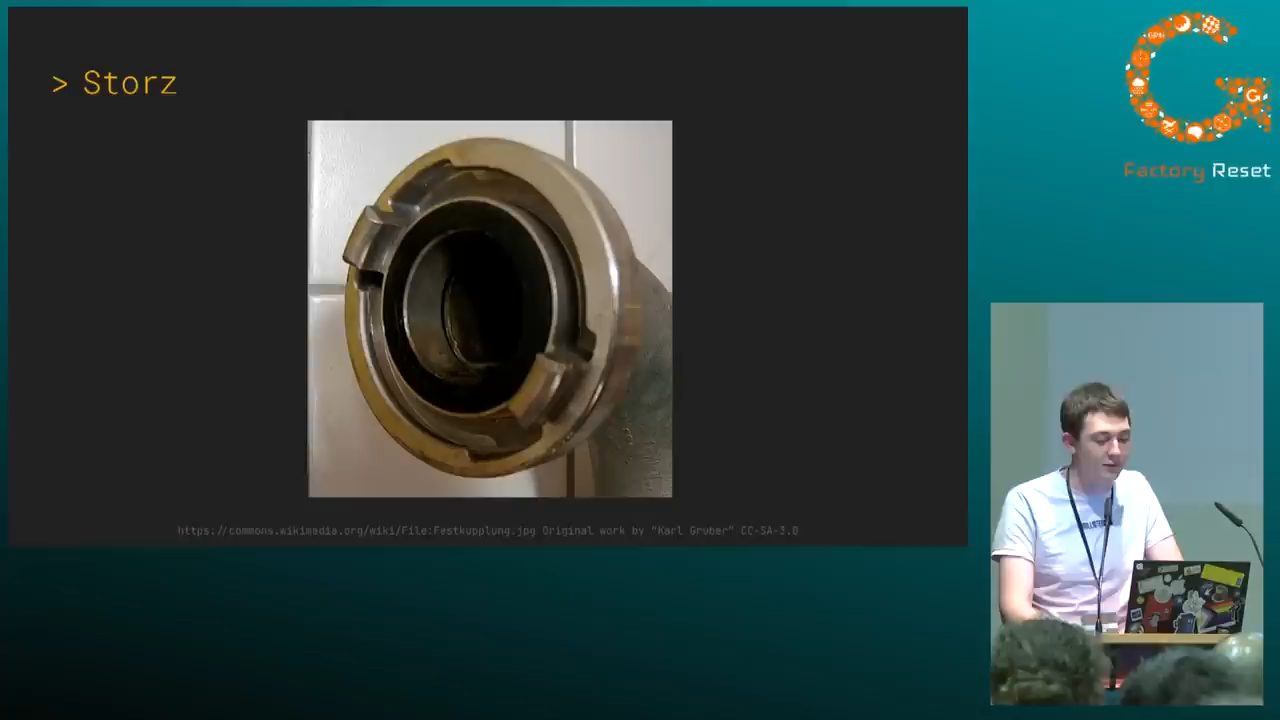 > Storz
https://commons.wikimedia.org/wiki/File:Festkupplung.jpg Original work by "Karl Gruber" CC-SA-3.0
G
Factory Reset